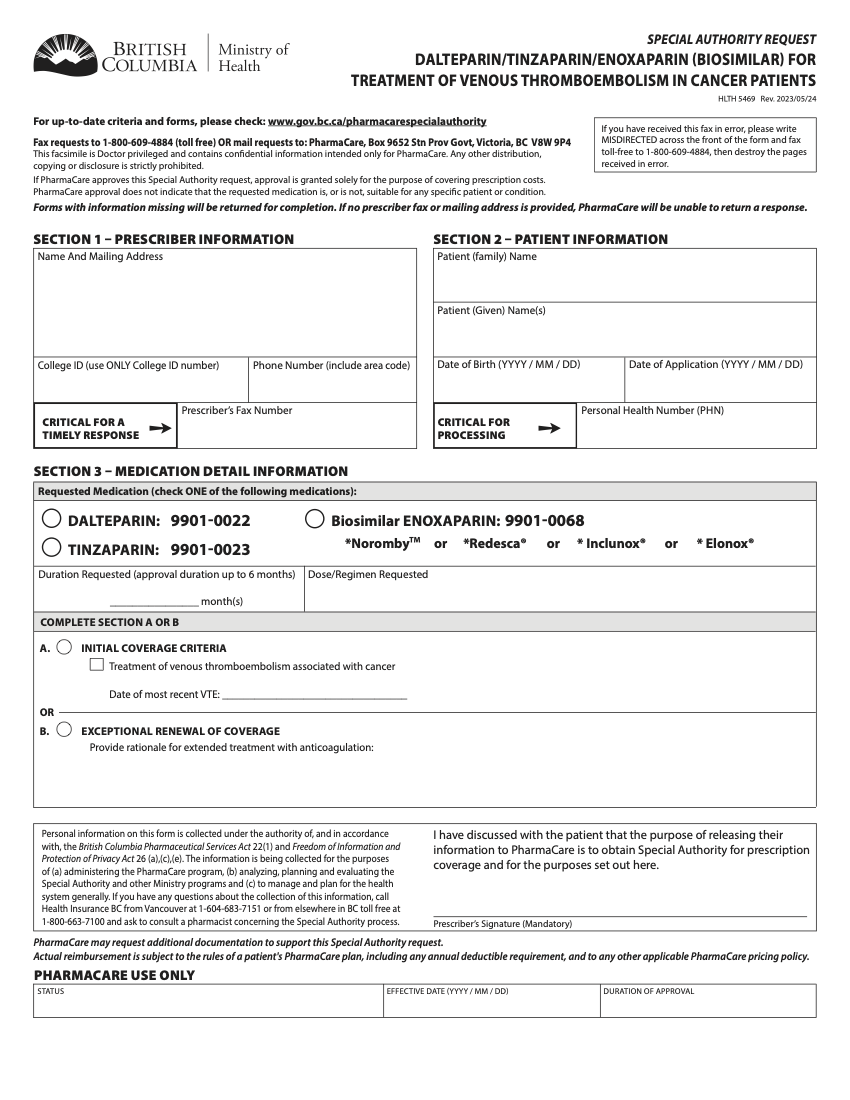 BRITISH
COLUMBIA
Ministry of
Health
SPECIAL AUTHORITY REQUEST
DALTEPARIN/TINZAPARIN/ENOXAPARIN (BIOSIMILAR) FOR
TREATMENT OF VENOUS THROMBOEMBOLISM IN CANCER PATIENTS
HLTH 5469 Rev. 2023/05/24
For up-to-date criteria and forms, please check: www.gov.bc.ca/pharmacarespecialauthority
Fax requests to 1-800-609-4884 (toll free) OR mail requests to: PharmaCare, Box 9652 Stn Prov Govt, Victoria, BC V8W 9P4
This facsimile is Doctor privileged and contains confidential information intended only for PharmaCare. Any other distribution,
copying or disclosure is strictly prohibited.
If PharmaCare approves this Special Authority request, approval is granted solely for the purpose of covering prescription costs.
PharmaCare approval does not indicate that the requested medication is, or is not, suitable for any specific patient or condition.
If you have received this fax in error, please write
MISDIRECTED across the front of the form and fax
toll-free to 1-800-609-4884, then destroy the pages
received in error.
Forms with information missing will be returned for completion. If no prescriber fax or mailing address is provided, PharmaCare will be unable to return a response.
SECTION 1 – PRESCRIBER INFORMATION
Name And Mailing Address
College ID (use ONLY College ID number)
Phone Number (include area code)
CRITICAL FOR A
TIMELY RESPONSE
Prescriber's Fax Number
SECTION 2 – PATIENT INFORMATION
Patient (family) Name
Patient (Given) Name(s)
Date of Birth (YYYY / MM / DD)
Date of Application (YYYY / MM / DD)
CRITICAL FOR
PROCESSING
Personal Health Number (PHN)
SECTION 3 – MEDICATION DETAIL INFORMATION
Requested Medication (check ONE of the following medications):
DALTEPARIN: 9901-0022
Biosimilar ENOXAPARIN: 9901-0068
TINZAPARIN: 9901-0023
*Noromby™ or *Redesca® or * Inclunox® or * Elonox®
Duration Requested (approval duration up to 6 months)
________________ month(s)
Dose/Regimen Requested
COMPLETE SECTION A OR B
A. INITIAL COVERAGE CRITERIA
Treatment of venous thromboembolism associated with cancer
Date of most recent VTE: _________________________________
OR
B. EXCEPTIONAL RENEWAL OF COVERAGE
Provide rationale for extended treatment with anticoagulation:
Personal information on this form is collected under the authority of, and in accordance
with, the British Columbia Pharmaceutical Services Act 22(1) and Freedom of Information and
Protection of Privacy Act 26 (a),(c),(e). The information is being collected for the purposes
of (a) administering the PharmaCare program, (b) analyzing, planning and evaluating the
Special Authority and other Ministry programs and (c) to manage and plan for the health
system generally. If you have any questions about the collection of this information, call
Health Insurance BC from Vancouver at 1-604-683-7151 or from elsewhere in BC toll free at
1-800-663-7100 and ask to consult a pharmacist concerning the Special Authority process.
I have discussed with the patient that the purpose of releasing their
information to PharmaCare is to obtain Special Authority for prescription
coverage and for the purposes set out here.
Prescriber's Signature (Mandatory)
PharmaCare may request additional documentation to support this Special Authority request.
Actual reimbursement is subject to the rules of a patient's PharmaCare plan, including any annual deductible requirement, and to any other applicable PharmaCare pricing policy.
PHARMACARE USE ONLY
STATUS
EFFECTIVE DATE (YYYY / MM / DD)
DURATION OF APPROVAL